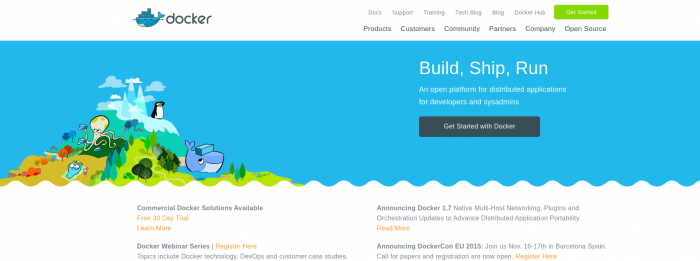 docker
Docs Support Training Tech Blog Blog Docker Hub Get Started
Products Customers Community Partners Company Open Source
Build, Ship, Run
An open platform for distributed applications
for developers and sysadmins
Get Started with Docker
Commercial Docker Solutions Available
Free 30 Day Trial
Learn More
Docker Webinar Series | Register Here
Topics include Docker technology, DevOps and customer case studies.
Announcing Docker 1.7 Native Multi-Host Networking, Plugins and
Orchestration Updates to Advance Distributed Application Portability.
Read More
Announcing DockerCon EU 2015: Join us Nov. 16-17th in Barcelona Spain.
Call for papers and registration are now open. Register Here